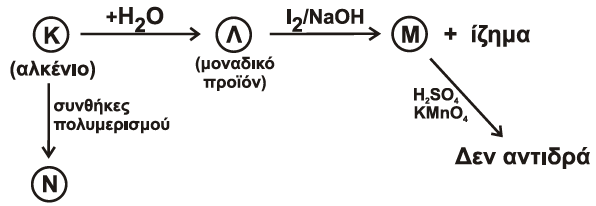 +H₂O
I₂/NaOH
Κ
Λ
Μ
+ ίζημα
(αλκένιο)
(μοναδικό
προϊόν)
H₂SO₄
KMnO₄
συνθήκες
πολυμερισμού
Δεν αντιδρά
Ν